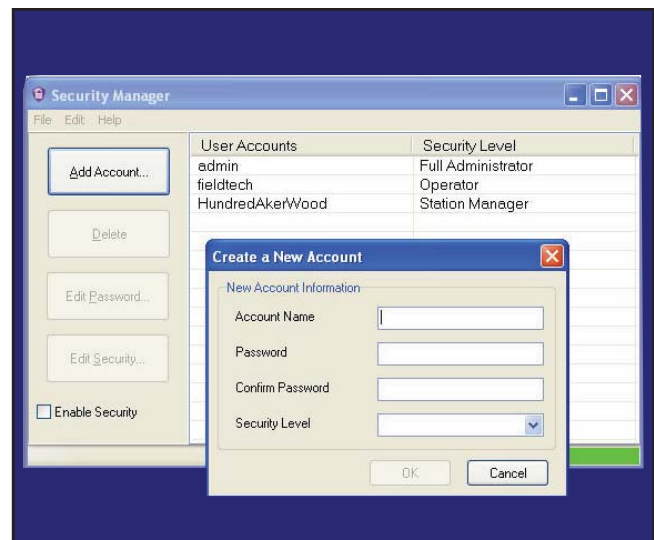 Security Manager
File Edit Help
User Accounts Security Level
admin Full Administrator
fieldtech Operator
HundredAkerWood Station Manager
Add Account...
Delete
Edit Password...
Edit Security...
Enable Security
Create a New Account
New Account Information
Account Name
Password
Confirm Password
Security Level
OK Cancel